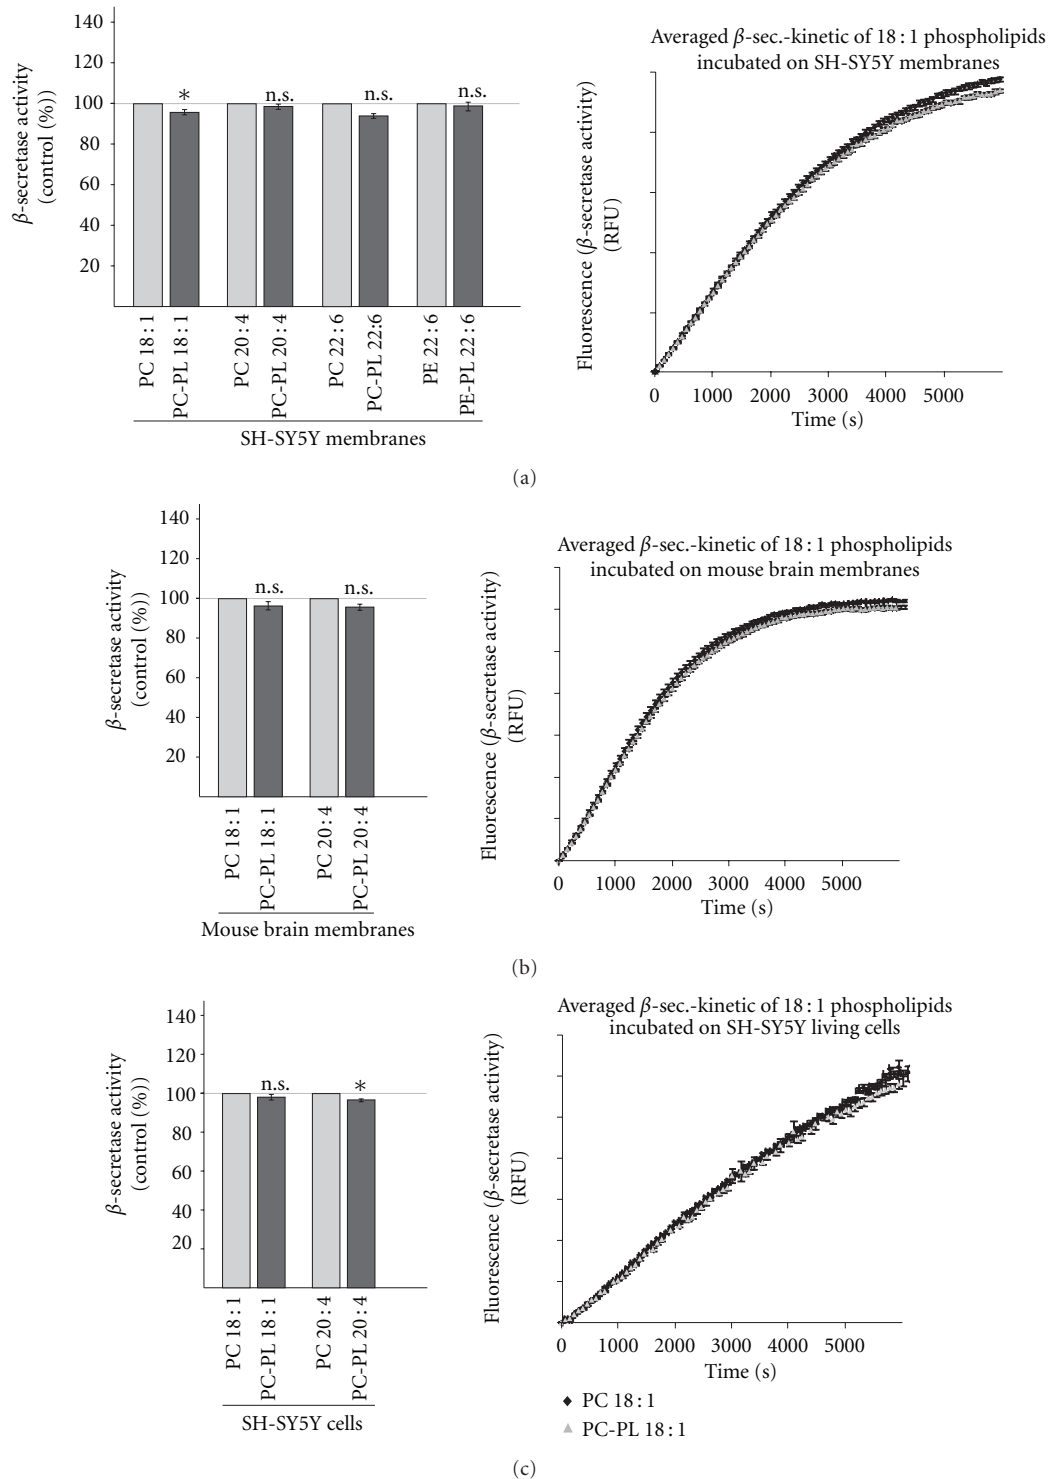 140
120
100
80
60
40
20
β-secretase activity
(control (%))
*
n.s.
n.s.
n.s.
PC 18 : 1
PC-PL 18 : 1
PC 20 : 4
PC-PL 20 : 4
PC 22 : 6
PC-PL 22:6
PE 22 : 6
PE-PL 22 : 6
SH-SY5Y membranes
Averaged β-sec.-kinetic of 18 : 1 phospholipids
incubated on SH-SY5Y membranes
Fluorescence (β-secretase activity)
(RFU)
0 1000 2000 3000 4000 5000
Time (s)
(a)
140
120
100
80
60
40
20
β-secretase activity
(control (%))
n.s.
n.s.
PC 18 : 1
PC-PL 18 : 1
PC 20 : 4
PC-PL 20 : 4
Mouse brain membranes
Averaged β-sec.-kinetic of 18 : 1 phospholipids
incubated on mouse brain membranes
Fluorescence (β-secretase activity)
(RFU)
0 1000 2000 3000 4000 5000
Time (s)
(b)
140
120
100
80
60
40
20
β-secretase activity
(control (%))
n.s.
*
PC 18 : 1
PC-PL 18 : 1
PC 20 : 4
PC-PL 20 : 4
SH-SY5Y cells
Averaged β-sec.-kinetic of 18 : 1 phospholipids
incubated on SH-SY5Y living cells
Fluorescence (β-secretase activity)
(RFU)
0 1000 2000 3000 4000 5000
Time (s)
PC 18 : 1
PC-PL 18 : 1
(c)